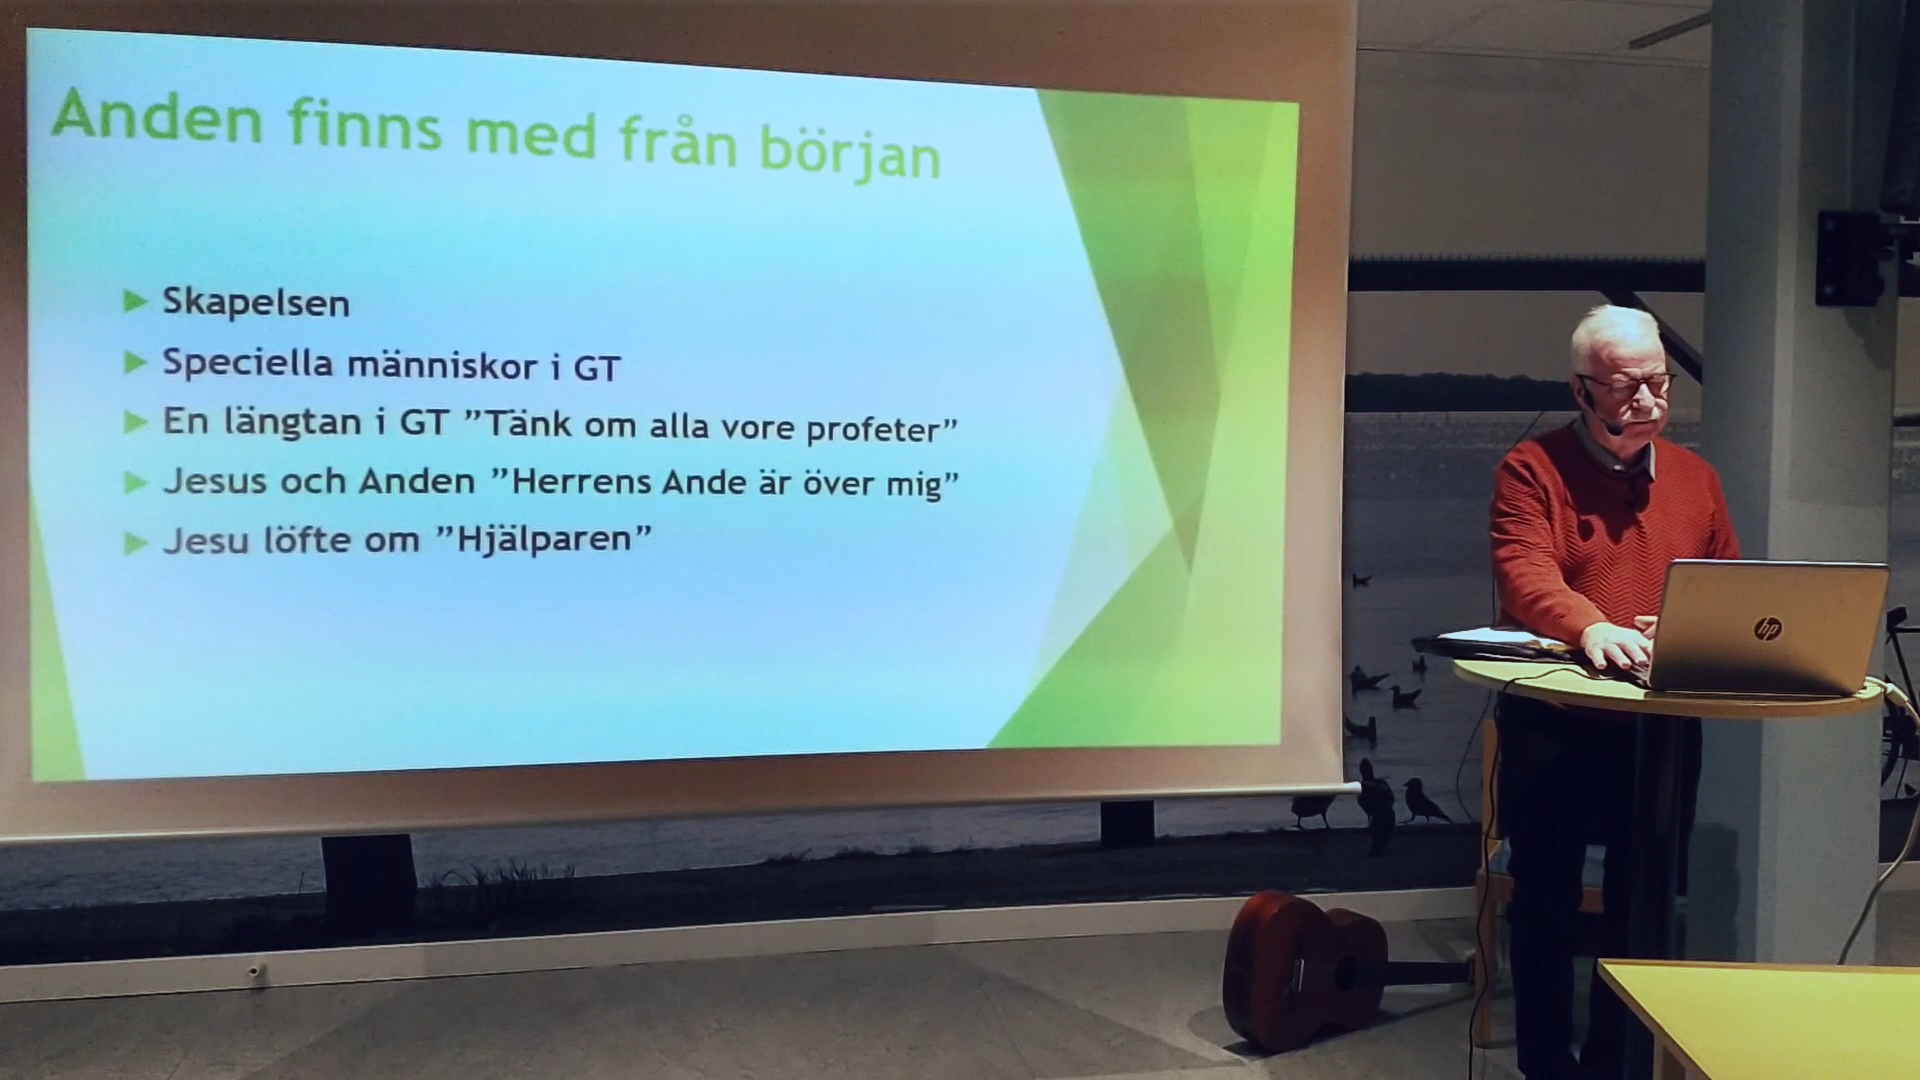 Anden finns med från början
Skapelsen
Speciella människor i GT
En längtan i GT ”Tänk om alla vore profeter”
Jesus och Anden ”Herrens Ande är över mig”
Jesu löfte om ”Hjälparen”
hp